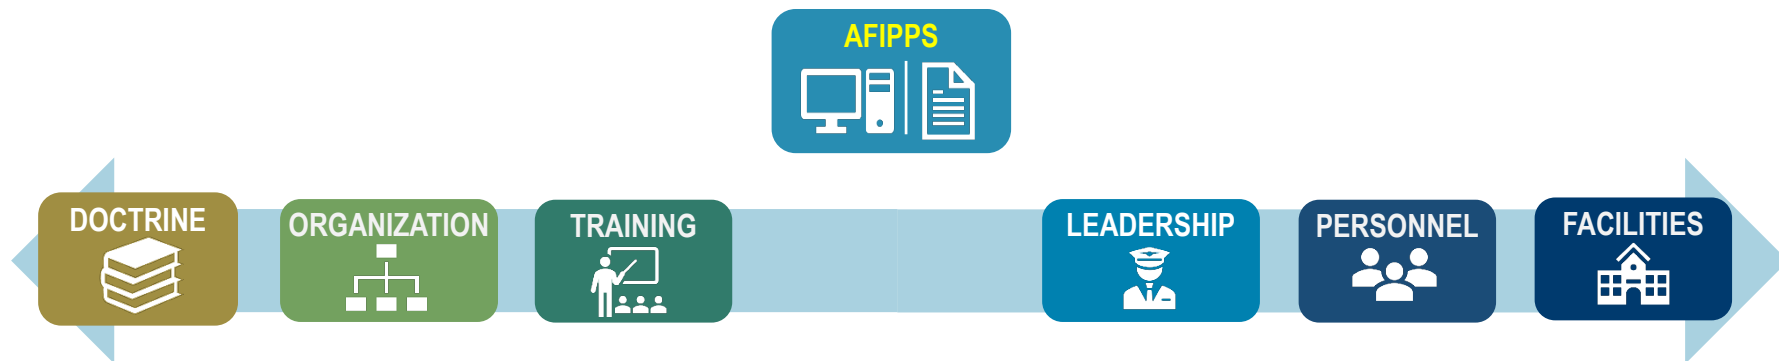 AFIPPS
DOCTRINE
ORGANIZATION
TRAINING
LEADERSHIP
PERSONNEL
FACILITIES